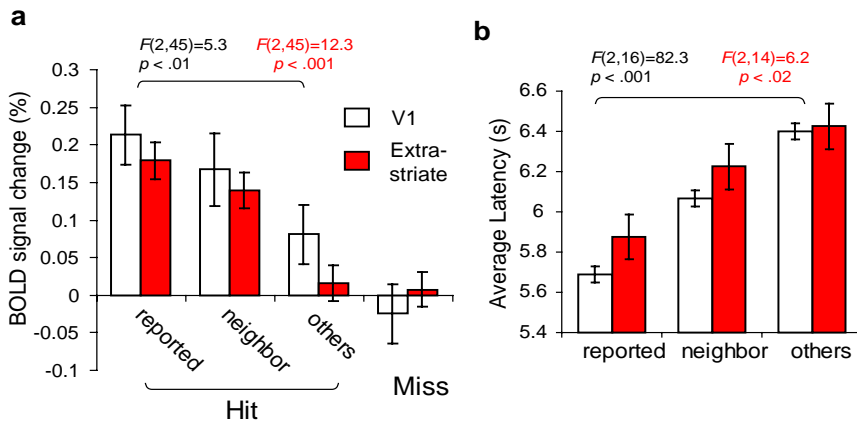 a
F(2,45)=5.3
p < .01
F(2,45)=12.3
p < .001
BOLD signal change (%)
0.3
0.25
0.2
0.15
0.1
0.05
0
-0.05
-0.1
V1
Extra-
striate
reported
neighbor
others
Hit
Miss
b
F(2,16)=82.3
p < .001
F(2,14)=6.2
p < .02
Average Latency (s)
6.6
6.4
6.2
6
5.8
5.6
5.4
reported
neighbor
others